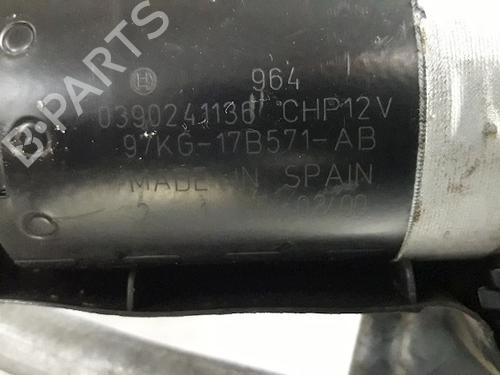 B-PARTS
964
0390241136 CHP12V
97KG-17B571-AB
MADE IN SPAIN